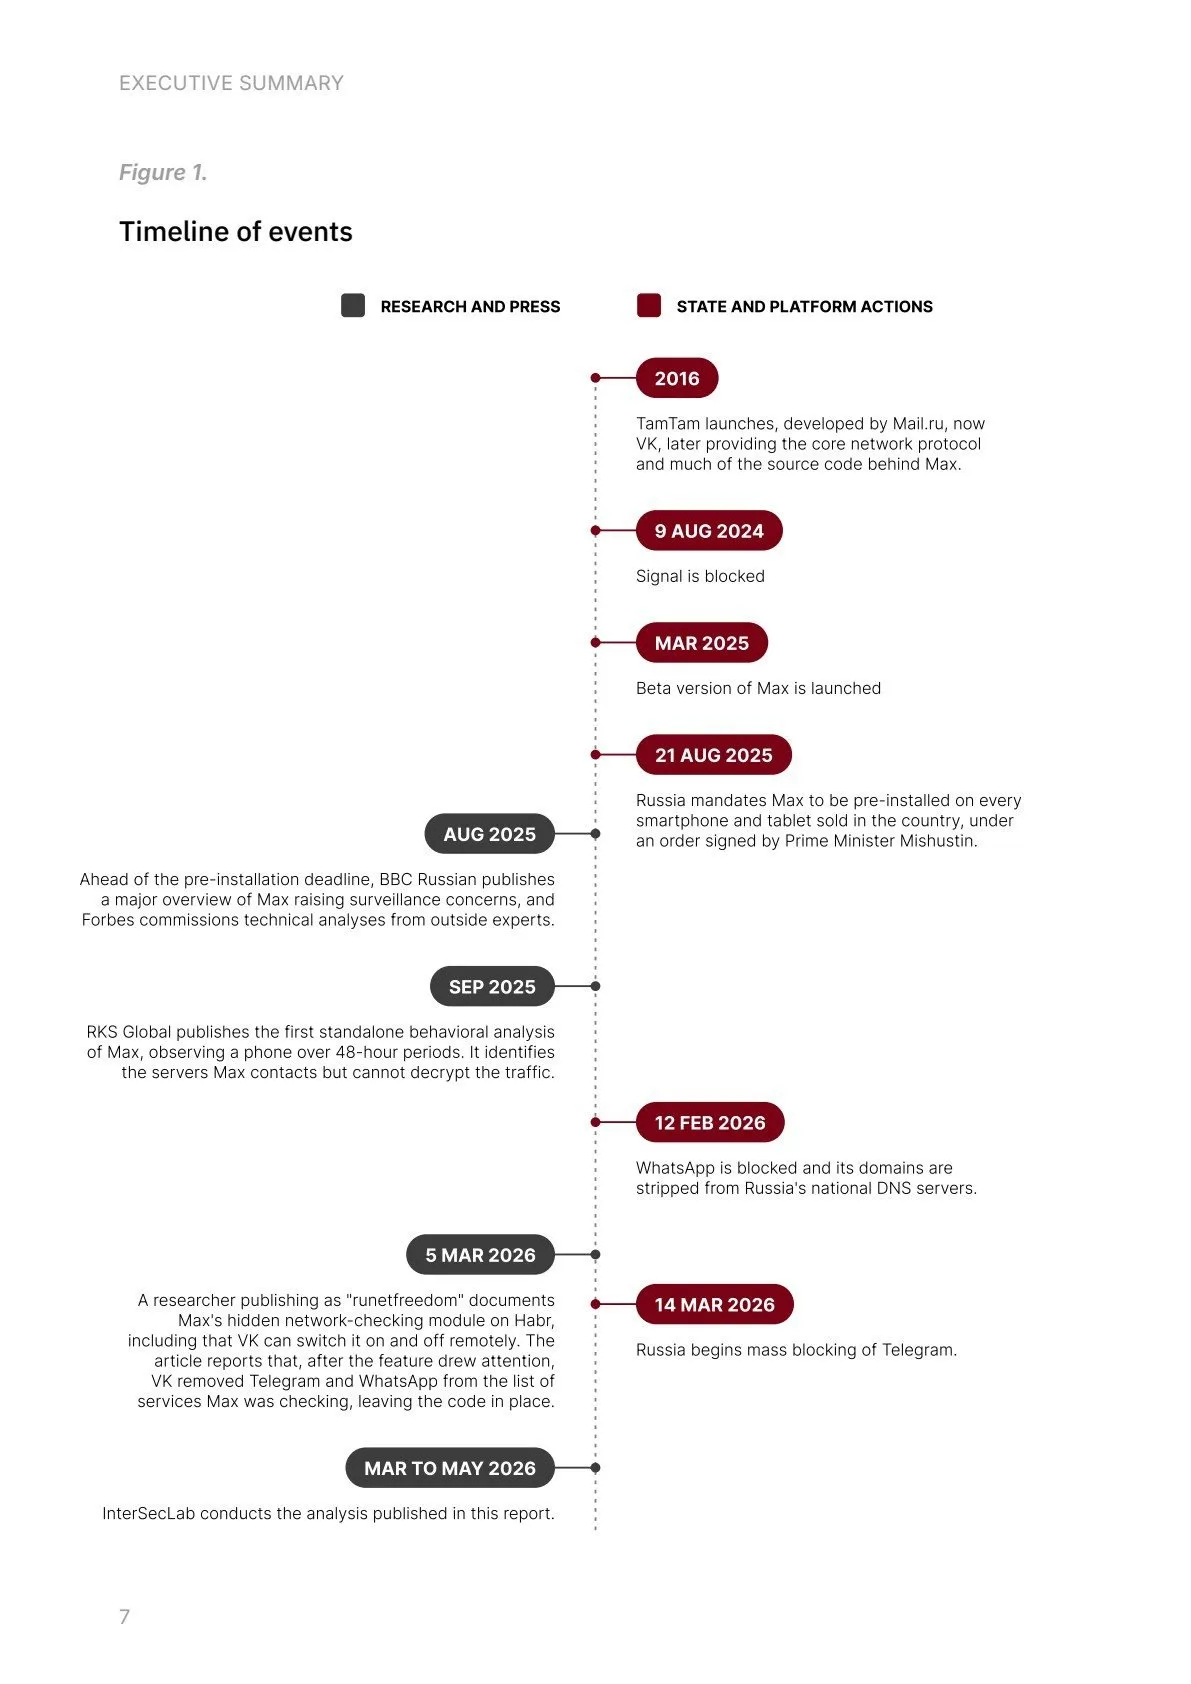 EXECUTIVE SUMMARY
Figure 1.
Timeline of events
RESEARCH AND PRESS
STATE AND PLATFORM ACTIONS
2016
TamTam launches, developed by Mail.ru, now
VK, later providing the core network protocol
and much of the source code behind Max.
9 AUG 2024
Signal is blocked
MAR 2025
Beta version of Max is launched
21 AUG 2025
Russia mandates Max to be pre-installed on every
smartphone and tablet sold in the country, under
an order signed by Prime Minister Mishustin.
AUG 2025
Ahead of the pre-installation deadline, BBC Russian publishes
a major overview of Max raising surveillance concerns, and
Forbes commissions technical analyses from outside experts.
SEP 2025
RKS Global publishes the first standalone behavioral analysis
of Max, observing a phone over 48-hour periods. It identifies
the servers Max contacts but cannot decrypt the traffic.
12 FEB 2026
WhatsApp is blocked and its domains are
stripped from Russia's national DNS servers.
5 MAR 2026
A researcher publishing as "runetfreedom" documents
Max's hidden network-checking module on Habr,
including that VK can switch it on and off remotely. The
article reports that, after the feature drew attention,
VK removed Telegram and WhatsApp from the list of
services Max was checking, leaving the code in place.
14 MAR 2026
Russia begins mass blocking of Telegram.
MAR TO MAY 2026
InterSecLab conducts the analysis published in this report.
7